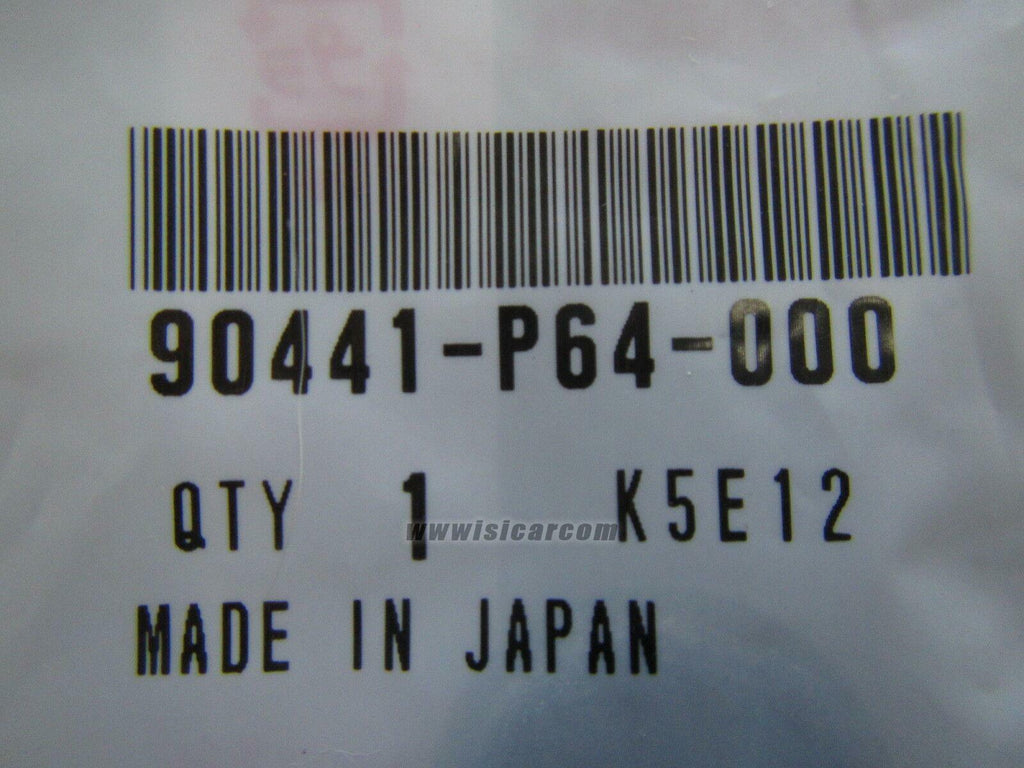 90441-P64-000
QTY 1 K5E12
wwwisicarcom
MADE IN JAPAN